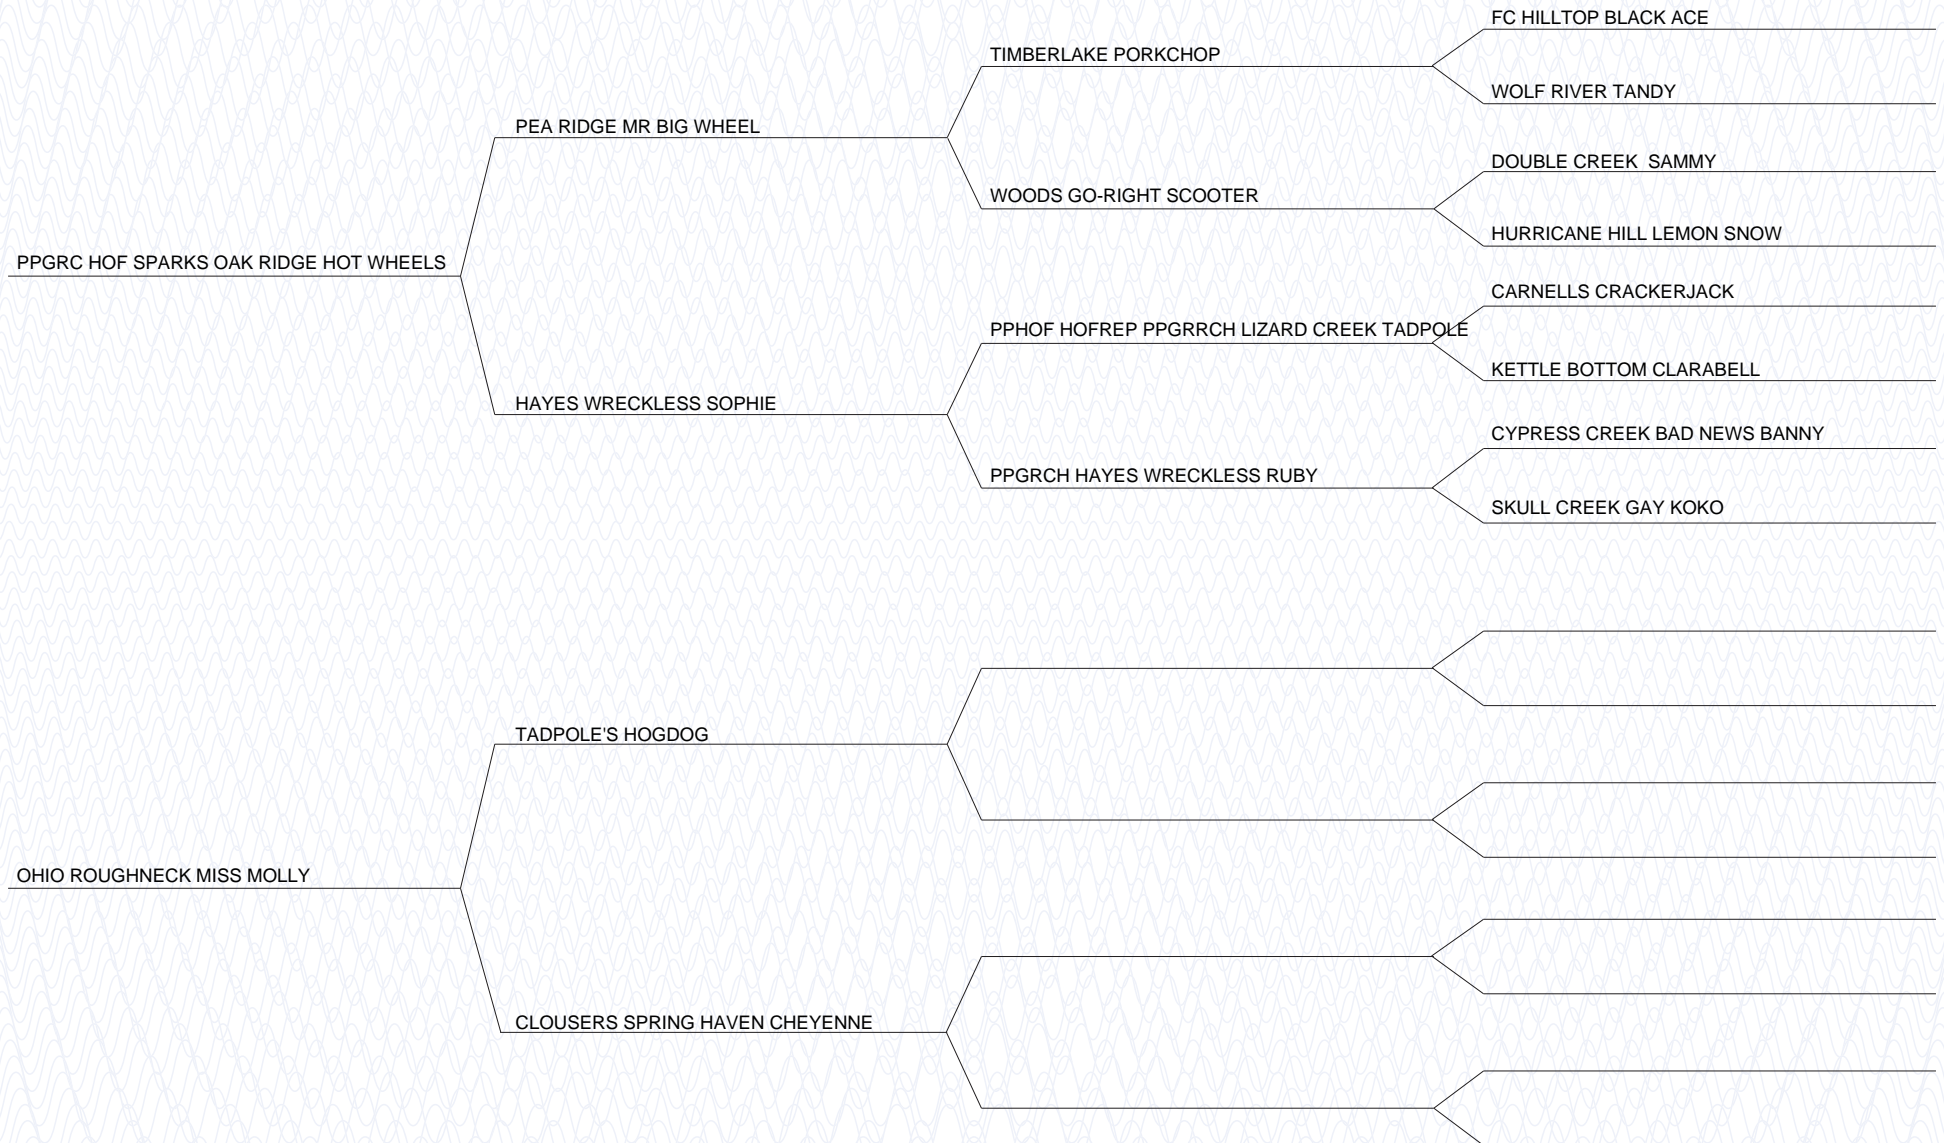 FC HILLTOP BLACK ACE
TIMBERLAKE PORKCHOP
WOLF RIVER TANDY
PEA RIDGE MR BIG WHEEL
DOUBLE CREEK  SAMMY
WOODS GO-RIGHT SCOOTER
HURRICANE HILL LEMON SNOW
PPGRC HOF SPARKS OAK RIDGE HOT WHEELS
CARNELLS CRACKERJACK
PPHOF HOFREP PPGRRCH LIZARD CREEK TADPOLE
KETTLE BOTTOM CLARABELL
HAYES WRECKLESS SOPHIE
CYPRESS CREEK BAD NEWS BANNY
PPGRCH HAYES WRECKLESS RUBY
SKULL CREEK GAY KOKO
TADPOLE'S HOGDOG
OHIO ROUGHNECK MISS MOLLY
CLOUSERS SPRING HAVEN CHEYENNE